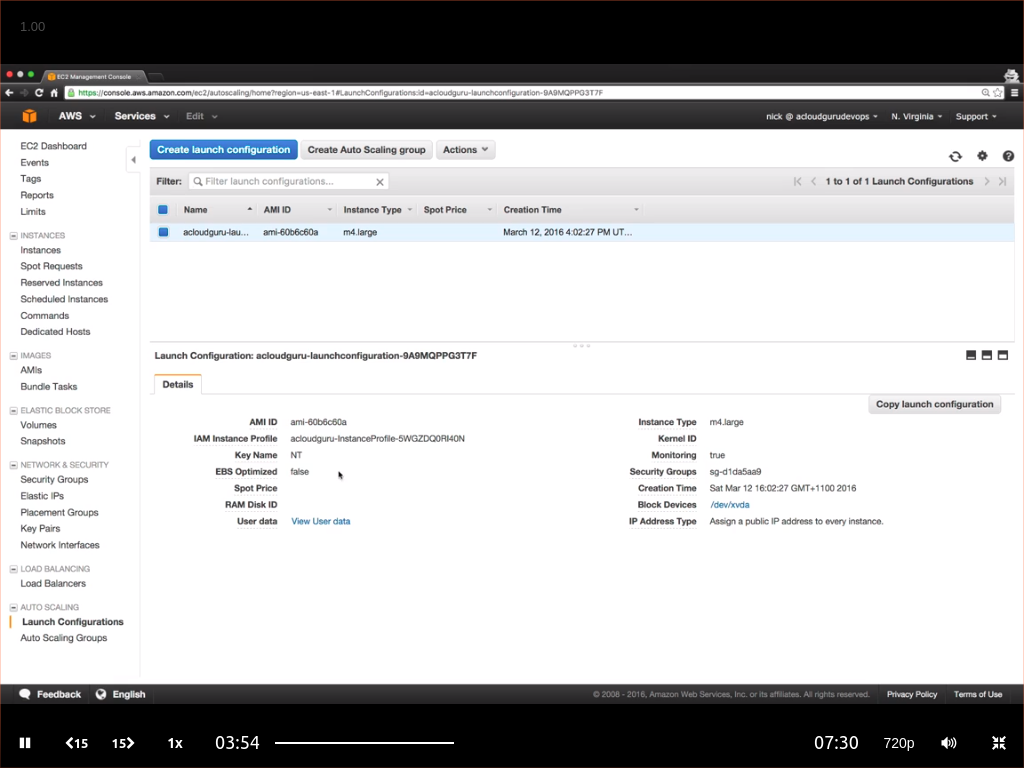 1.00
EC2 Management Console
https://console.aws.amazon.com/ec2/autoscaling/home?region=us-east-1#LaunchConfigurations:id=acloudguru-launchconfiguration-9A9MQPPG3T7F
AWS Services Edit nick @ acloudgurudevops N. Virginia Support
EC2 Dashboard
Events
Tags
Reports
Limits
INSTANCES
Instances
Spot Requests
Reserved Instances
Scheduled Instances
Commands
Dedicated Hosts
IMAGES
AMIs
Bundle Tasks
ELASTIC BLOCK STORE
Volumes
Snapshots
NETWORK & SECURITY
Security Groups
Elastic IPs
Placement Groups
Key Pairs
Network Interfaces
LOAD BALANCING
Load Balancers
AUTO SCALING
Launch Configurations
Auto Scaling Groups
Create launch configuration Create Auto Scaling group Actions
Filter: Filter launch configurations... 1 to 1 of 1 Launch Configurations
Name AMI ID Instance Type Spot Price Creation Time
acloudguru-lau... ami-60b6c60a m4.large March 12, 2016 4:02:27 PM UT...
Launch Configuration: acloudguru-launchconfiguration-9A9MQPPG3T7F
Details
Copy launch configuration
AMI ID ami-60b6c60a
IAM Instance Profile acloudguru-InstanceProfile-5WGZDQ0RI40N
Key Name NT
EBS Optimized false
Spot Price
RAM Disk ID
User data View User data
Instance Type m4.large
Kernel ID
Monitoring true
Security Groups sg-d1da5aa9
Creation Time Sat Mar 12 16:02:27 GMT+1100 2016
Block Devices /dev/xvda
IP Address Type Assign a public IP address to every instance.
Feedback English © 2008 - 2016, Amazon Web Services, Inc. or its affiliates. All rights reserved. Privacy Policy Terms of Use
15 15 1x 03:54 07:30 720p